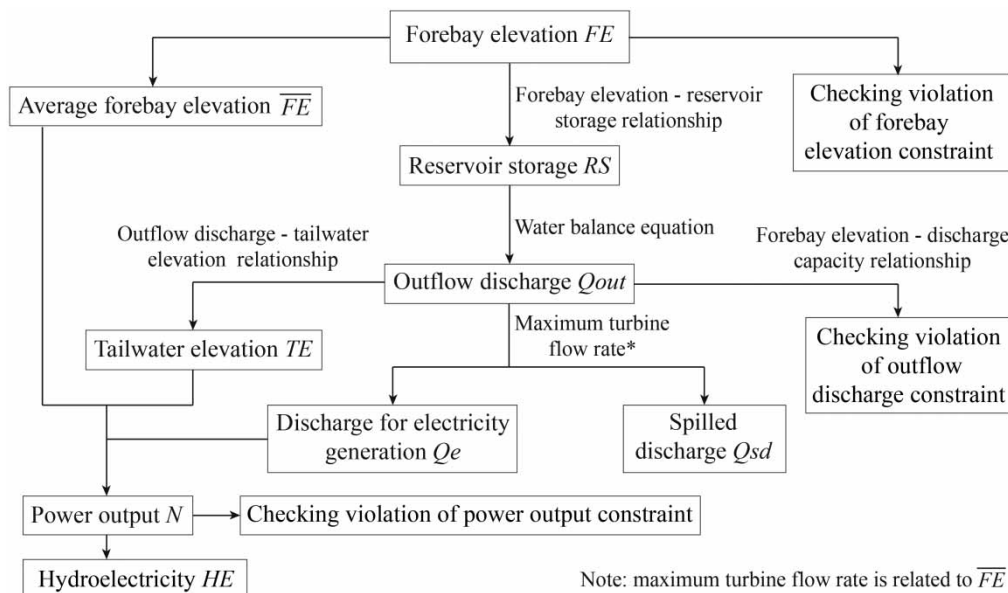 Forebay elevation FE
Average forebay elevation F̅E̅
Forebay elevation - reservoir
storage relationship
Checking violation
of forebay
elevation constraint
Reservoir storage RS
Outflow discharge - tailwater
elevation relationship
Water balance equation
Forebay elevation - discharge
capacity relationship
Outflow discharge Qout
Tailwater elevation TE
Maximum turbine
flow rate*
Checking violation
of outflow
discharge constraint
Discharge for electricity
generation Qe
Spilled
discharge Qsd
Power output N
Checking violation of power output constraint
Hydroelectricity HE
Note: maximum turbine flow rate is related to F̅E̅